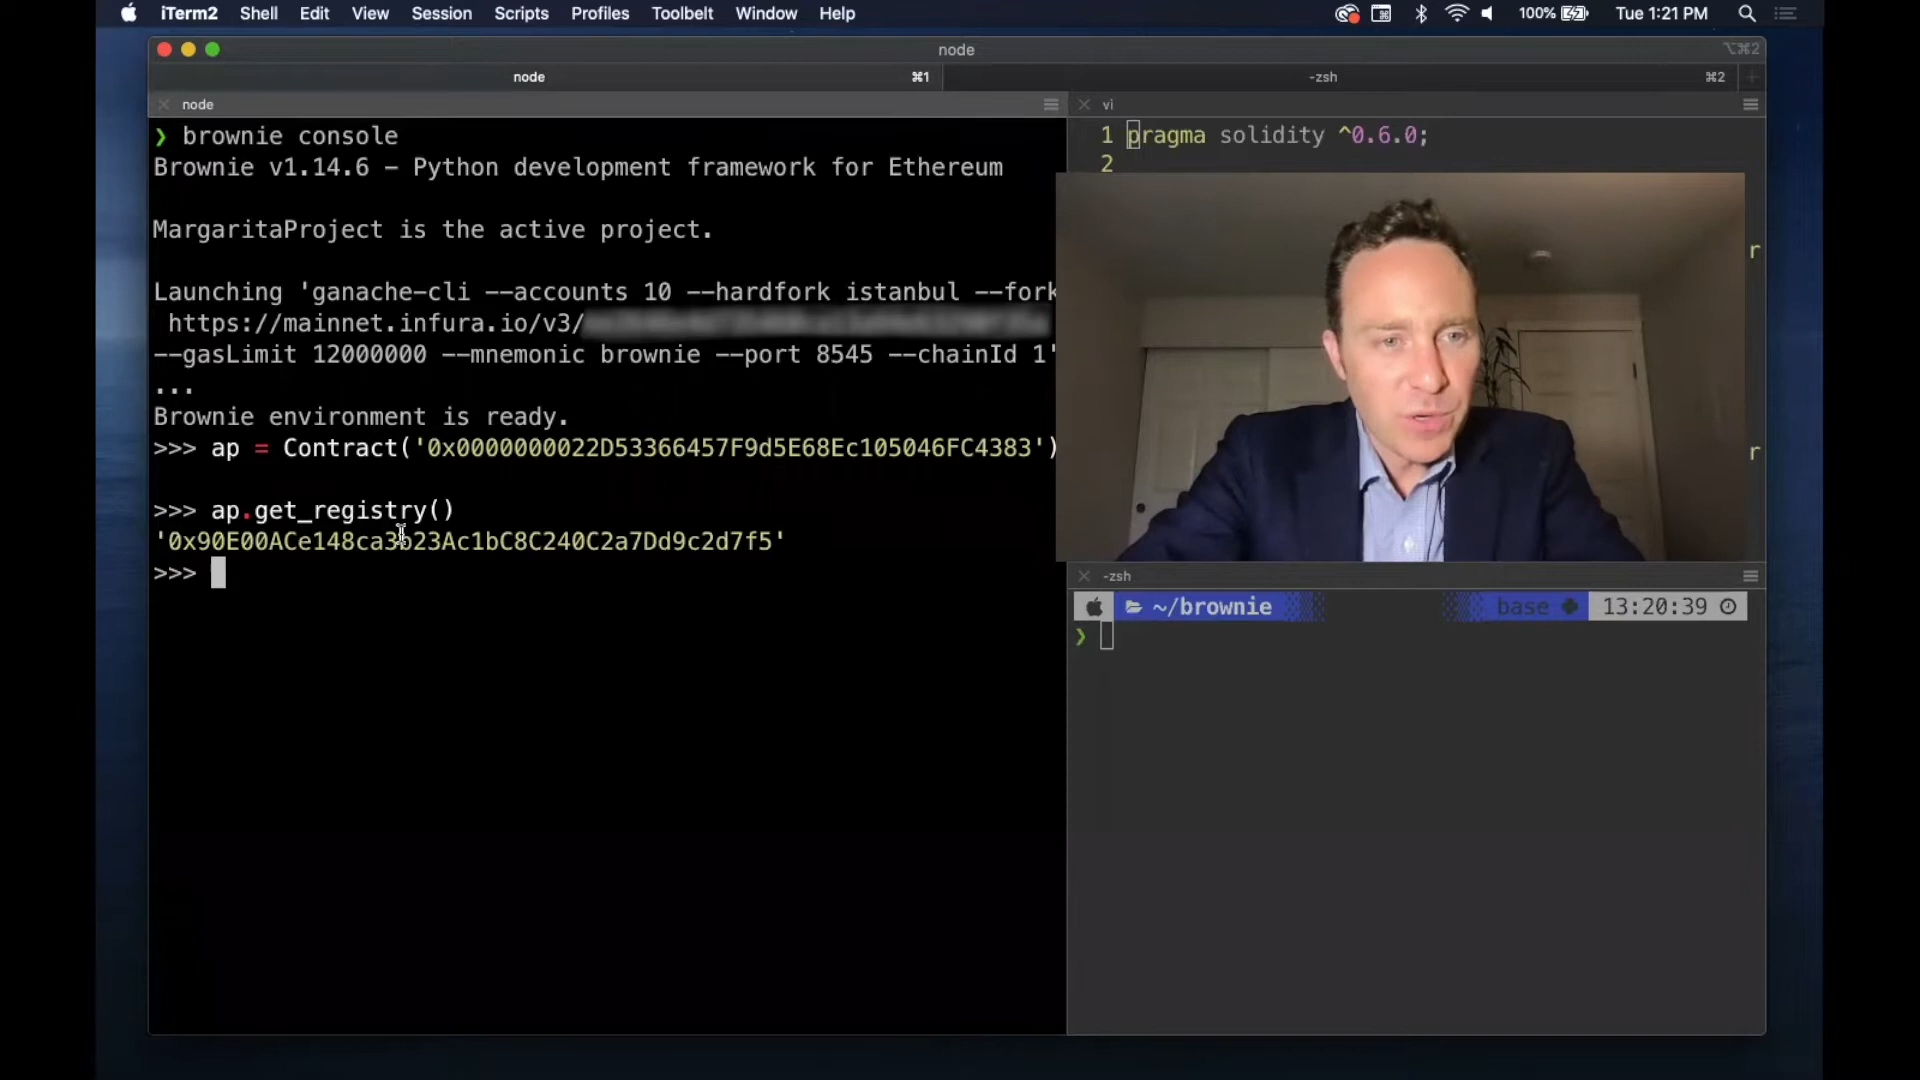 iTerm2 Shell Edit View Session Scripts Profiles Toolbelt Window Help 100% Tue 1:21 PM
node ⌥⌘2
node ⌘1 -zsh ⌘2
node
❯ brownie console
Brownie v1.14.6 - Python development framework for Ethereum
MargaritaProject is the active project.
Launching 'ganache-cli --accounts 10 --hardfork istanbul --fork
https://mainnet.infura.io/v3/
--gasLimit 12000000 --mnemonic brownie --port 8545 --chainId 1'
...
Brownie environment is ready.
>>> ap = Contract('0x0000000022D53366457F9d5E68Ec105046FC4383')
>>> ap.get_registry()
'0x90E00ACe148ca3b23Ac1bC8C240C2a7Dd9c2d7f5'
>>>
vi
1 pragma solidity ^0.6.0;
2
r
r
-zsh
~/brownie base 13:20:39
❯